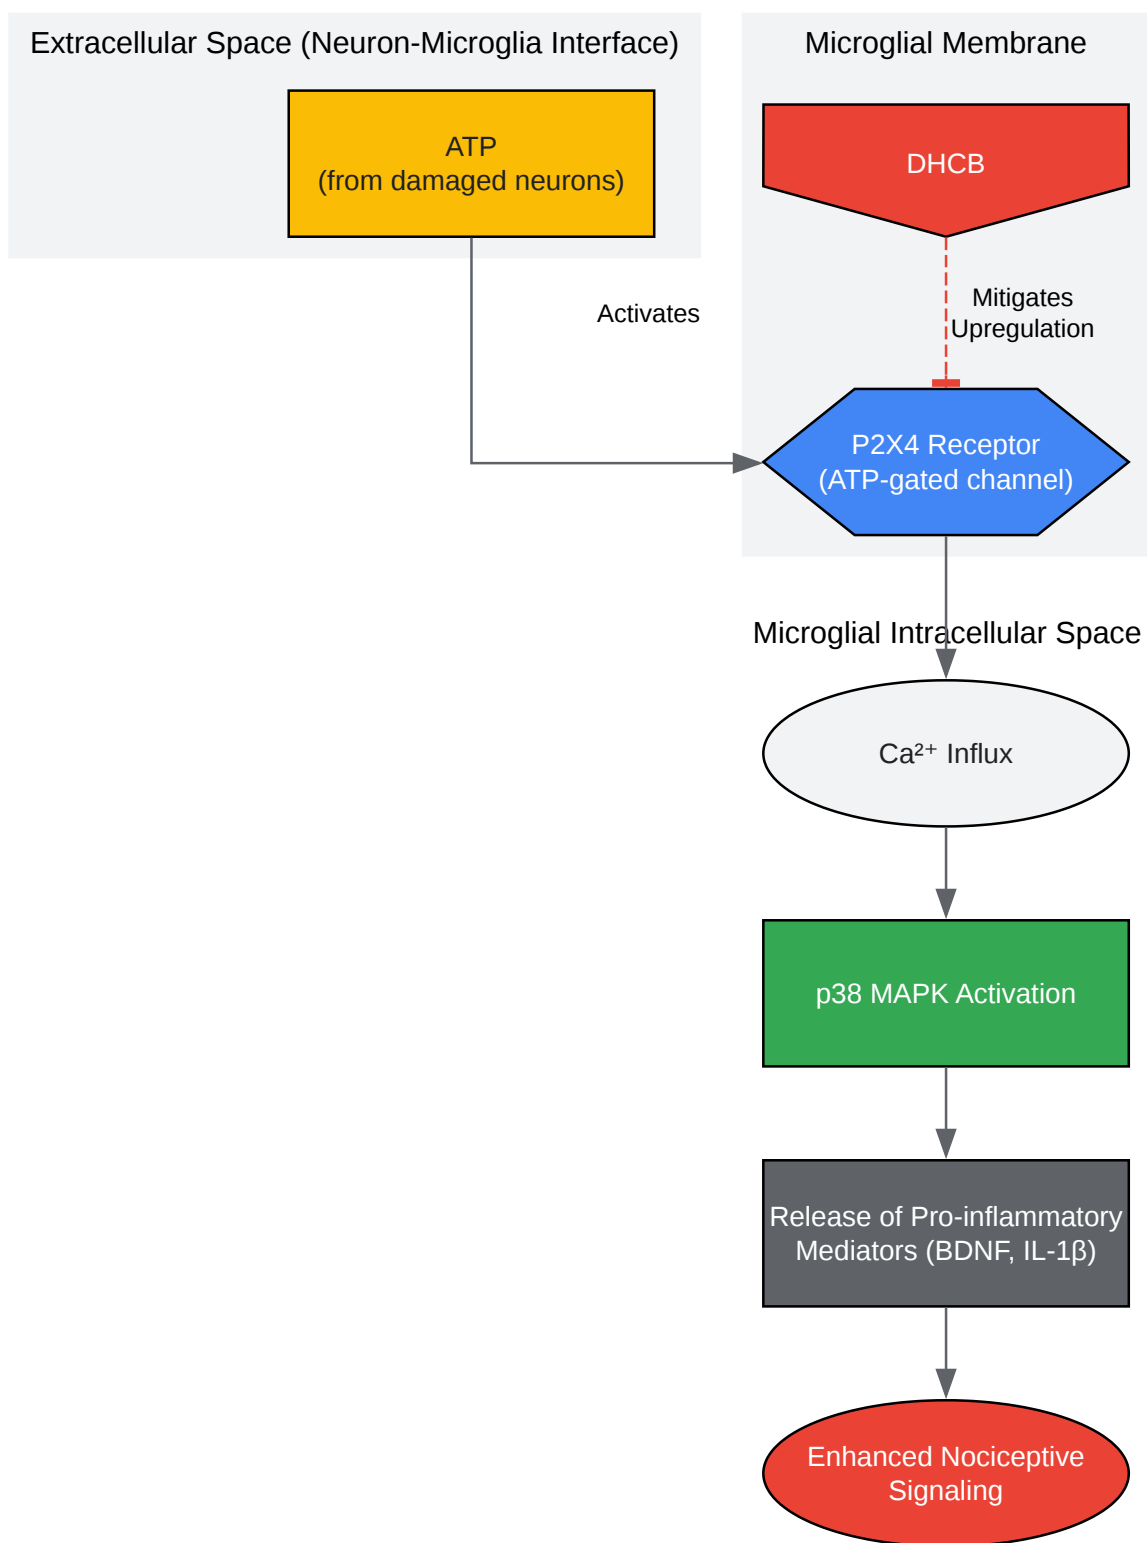 Extracellular Space (Neuron-Microglia Interface)
Microglial Membrane
ATP
(from damaged neurons)
DHCB
Activates
Mitigates
Upregulation
P2X4 Receptor
(ATP-gated channel)
Microglial Intracellular Space
Ca²⁺ Influx
p38 MAPK Activation
Release of Pro-inflammatory
Mediators (BDNF, IL-1β)
Enhanced Nociceptive
Signaling